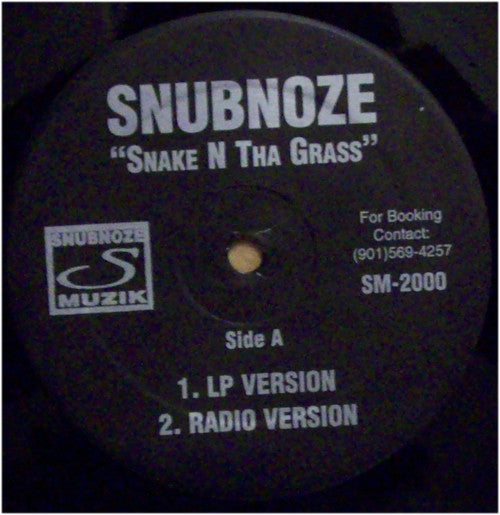 SNUBNOZE
"SNAKE N THA GRASS"
SNUBNOZE
S
MUZIK
For Booking
Contact:
(901)569-4257
SM-2000
Side A
1. LP VERSION
2. RADIO VERSION